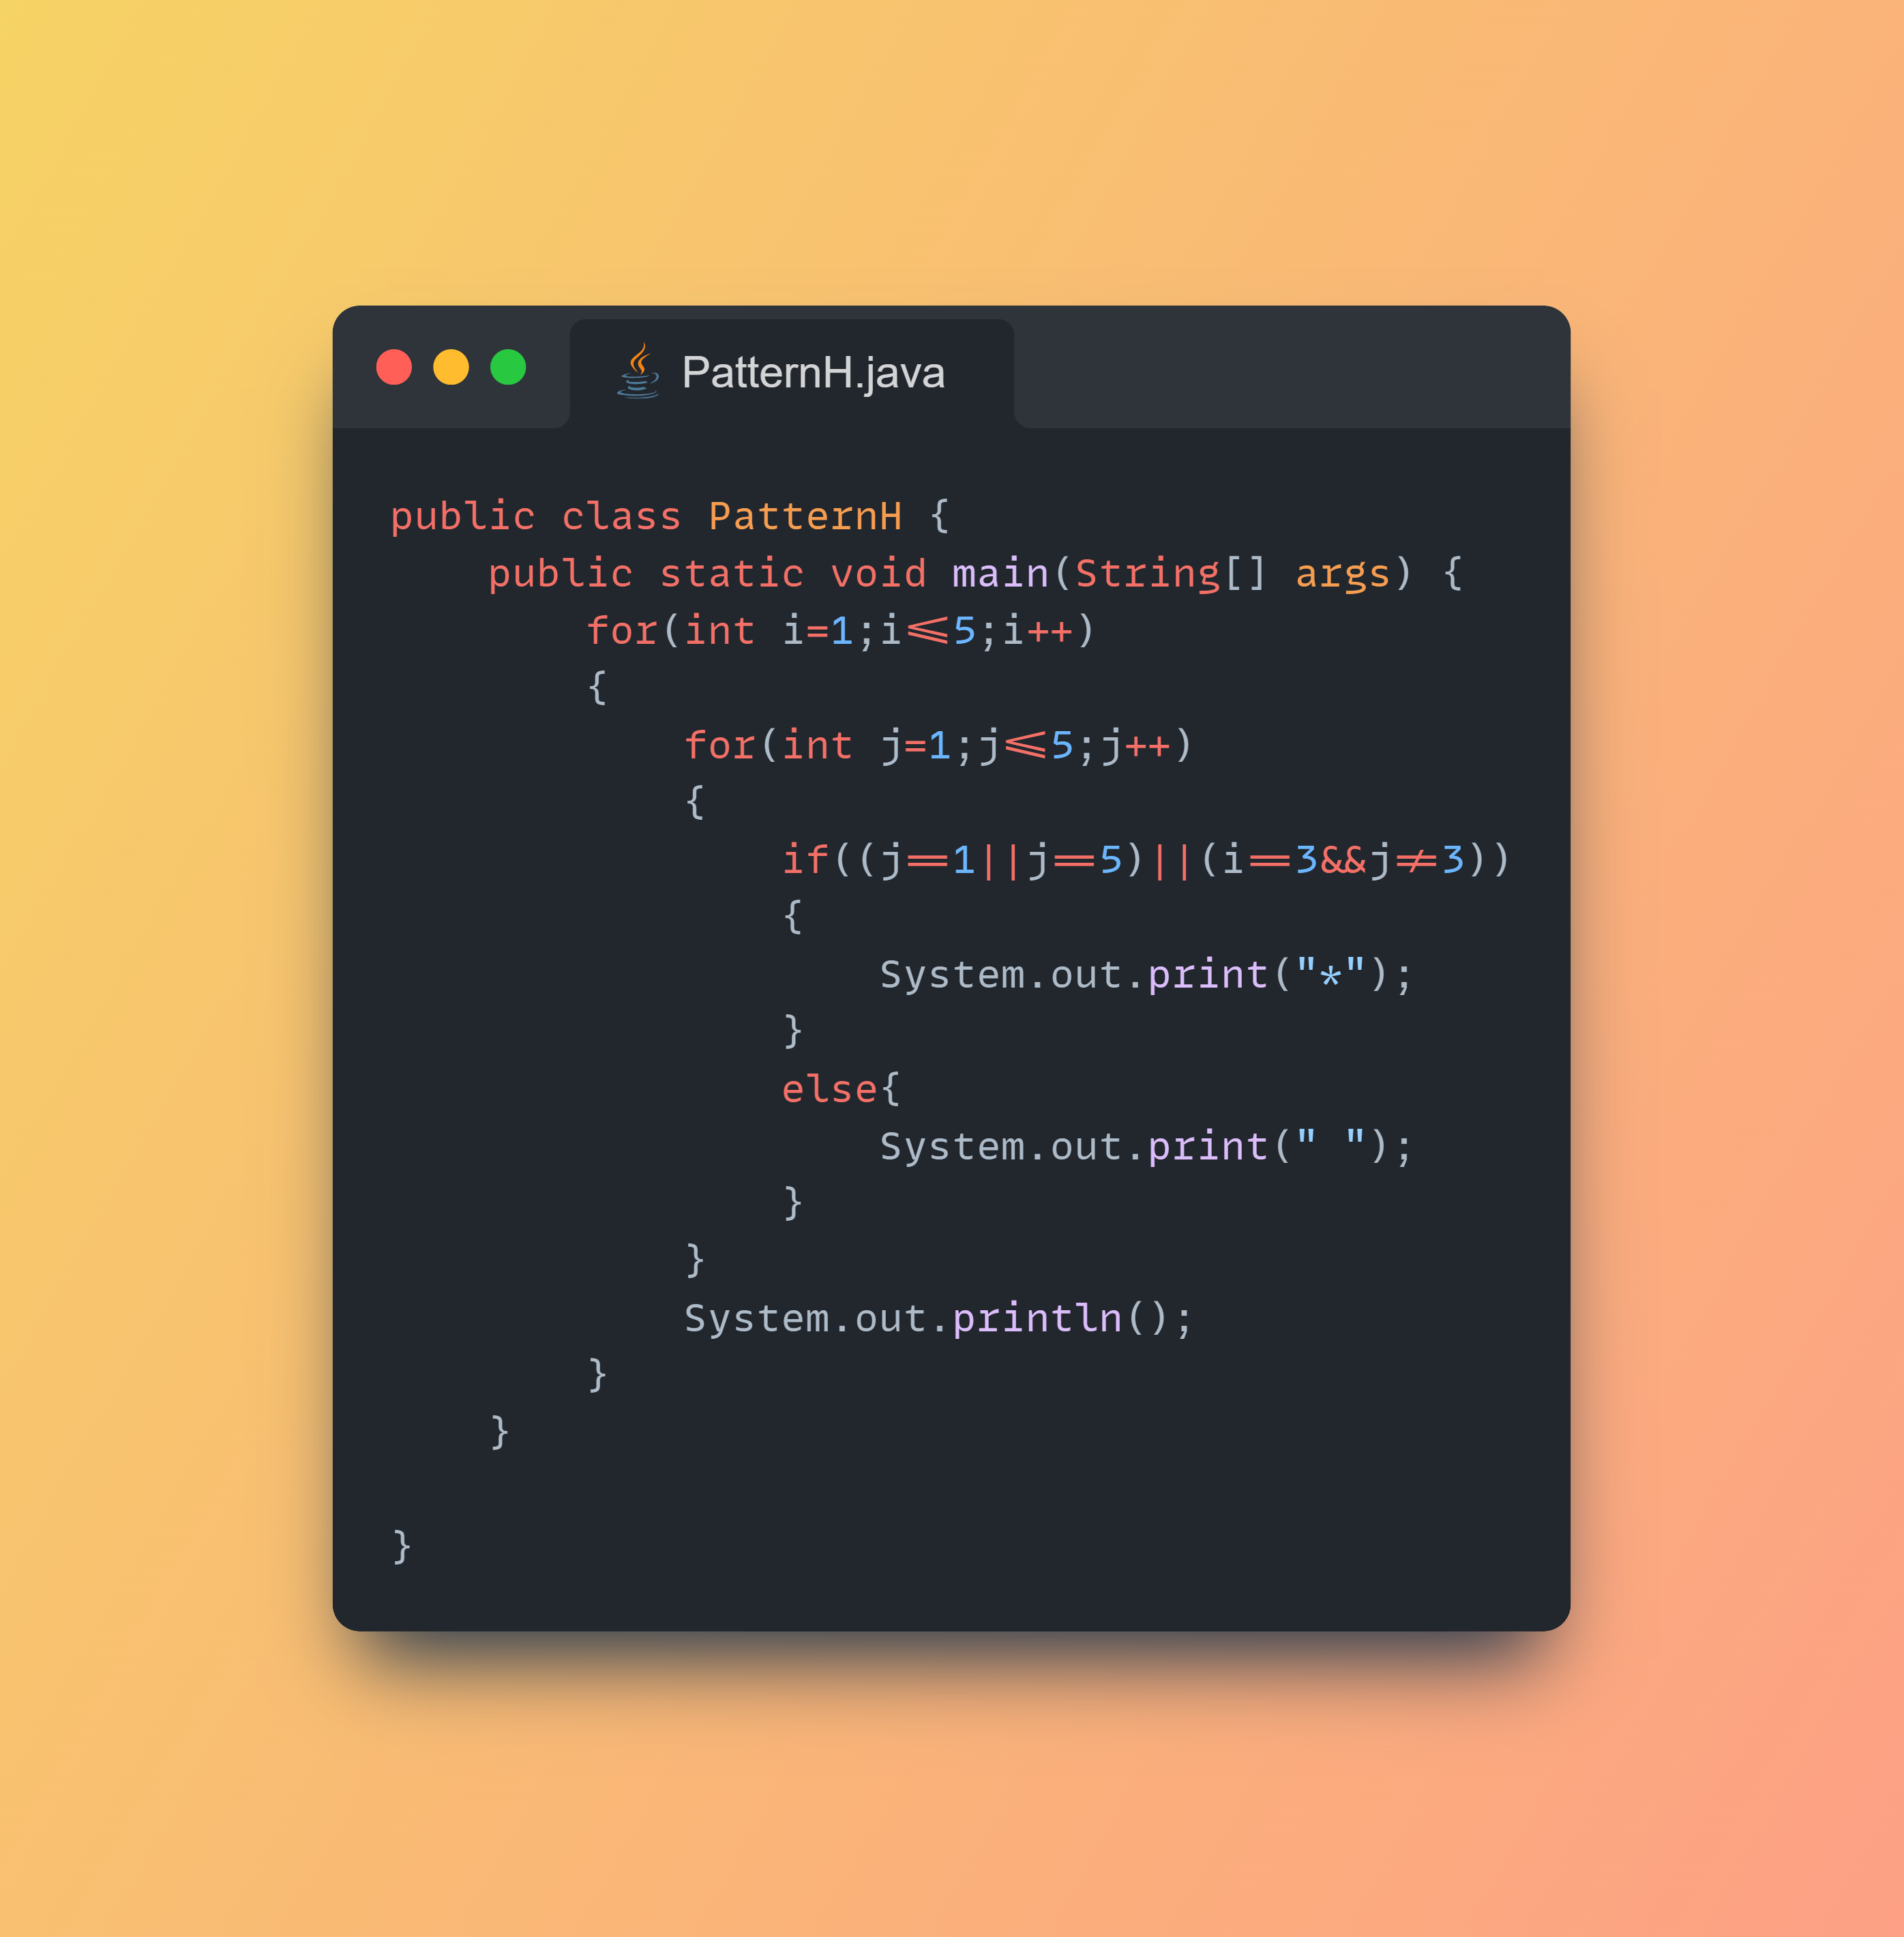 PatternH.java
public class PatternH {
    public static void main(String[] args) {
        for(int i=1;i<=5;i++)
        {
            for(int j=1;j<=5;j++)
            {
                if((j==1||j==5)||(i==3&&j!=3))
                {
                    System.out.print("*");
                }
                else{
                    System.out.print(" ");
                }
            }
            System.out.println();
        }
    }

}